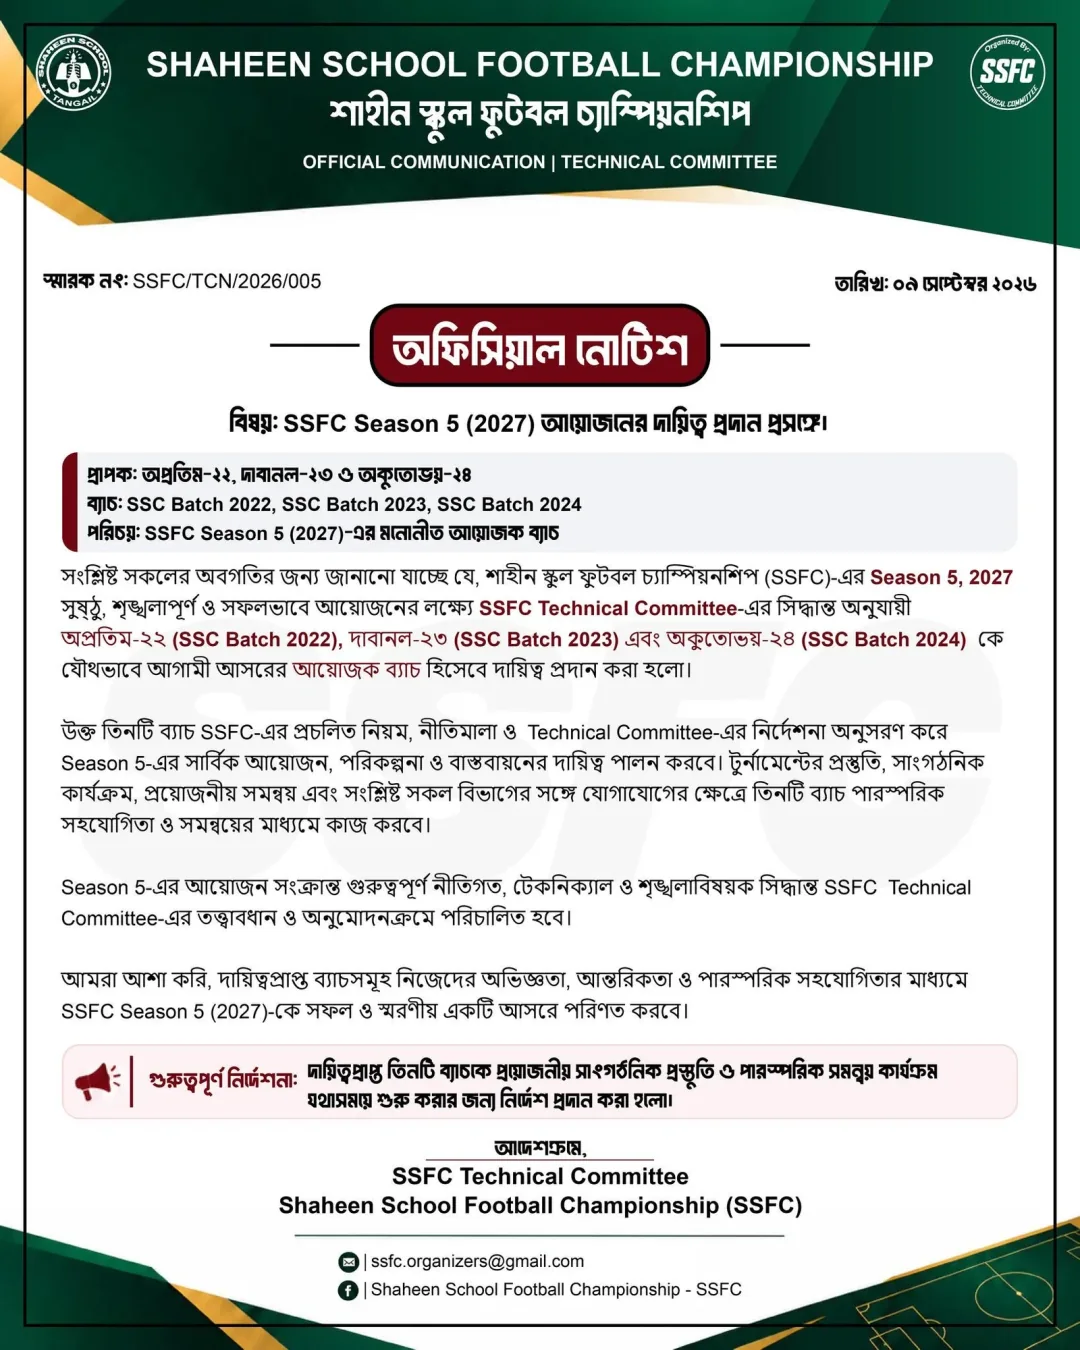 SHAHEEN SCHOOL
TANGAIL
SHAHEEN SCHOOL FOOTBALL CHAMPIONSHIP
শাহীন স্কুল ফুটবল চ্যাম্পিয়নশিপ
OFFICIAL COMMUNICATION | TECHNICAL COMMITTEE
Organized By:
SSFC
TECHNICAL COMMITTEE
স্মারক নং: SSFC/TCN/2026/005
তারিখ: ০৯ সেপ্টেম্বর ২০২৬
অফিসিয়াল নোটিশ
বিষয়: SSFC Season 5 (2027) আয়োজনের দায়িত্ব প্রদান প্রসঙ্গে।
প্রাপক: অপ্রতিম-২২, দাবানল-২৩ ও অকুতোভয়-২৪
ব্যাচ: SSC Batch 2022, SSC Batch 2023, SSC Batch 2024
পরিচয়: SSFC Season 5 (2027)-এর মনোনীত আয়োজক ব্যাচ
সংশ্লিষ্ট সকলের অবগতির জন্য জানানো যাচ্ছে যে, শাহীন স্কুল ফুটবল চ্যাম্পিয়নশিপ (SSFC)-এর Season 5, 2027
সুষ্ঠু, শৃঙ্খলাপূর্ণ ও সফলভাবে আয়োজনের লক্ষ্যে SSFC Technical Committee-এর সিদ্ধান্ত অনুযায়ী
অপ্রতিম-২২ (SSC Batch 2022), দাবানল-২৩ (SSC Batch 2023) এবং অকুতোভয়-২৪ (SSC Batch 2024) কে
যৌথভাবে আগামী আসরের আয়োজক ব্যাচ হিসেবে দায়িত্ব প্রদান করা হলো।
উক্ত তিনটি ব্যাচ SSFC-এর প্রচলিত নিয়ম, নীতিমালা ও Technical Committee-এর নির্দেশনা অনুসরণ করে
Season 5-এর সার্বিক আয়োজন, পরিকল্পনা ও বাস্তবায়নের দায়িত্ব পালন করবে। টুর্নামেন্টের প্রস্তুতি, সাংগঠনিক
কার্যক্রম, প্রয়োজনীয় সমন্বয় এবং সংশ্লিষ্ট সকল বিভাগের সঙ্গে যোগাযোগের ক্ষেত্রে তিনটি ব্যাচ পারস্পরিক
সহযোগিতা ও সমন্বয়ের মাধ্যমে কাজ করবে।
Season 5-এর আয়োজন সংক্রান্ত গুরুত্বপূর্ণ নীতিগত, টেকনিক্যাল ও শৃঙ্খলাবিষয়ক সিদ্ধান্ত SSFC Technical
Committee-এর তত্ত্বাবধান ও অনুমোদনক্রমে পরিচালিত হবে।
আমরা আশা করি, দায়িত্বপ্রাপ্ত ব্যাচসমূহ নিজেদের অভিজ্ঞতা, আন্তরিকতা ও পারস্পরিক সহযোগিতার মাধ্যমে
SSFC Season 5 (2027)-কে সফল ও স্মরণীয় একটি আসরে পরিণত করবে।
গুরুত্বপূর্ণ নির্দেশনা: দায়িত্বপ্রাপ্ত তিনটি ব্যাচকে প্রয়োজনীয় সাংগঠনিক প্রস্তুতি ও পারস্পরিক সমন্বয় কার্যক্রম
যথাসময়ে শুরু করার জন্য নির্দেশ প্রদান করা হলো।
আদেশক্রমে,
SSFC Technical Committee
Shaheen School Football Championship (SSFC)
| ssfc.organizers@gmail.com
| Shaheen School Football Championship - SSFC